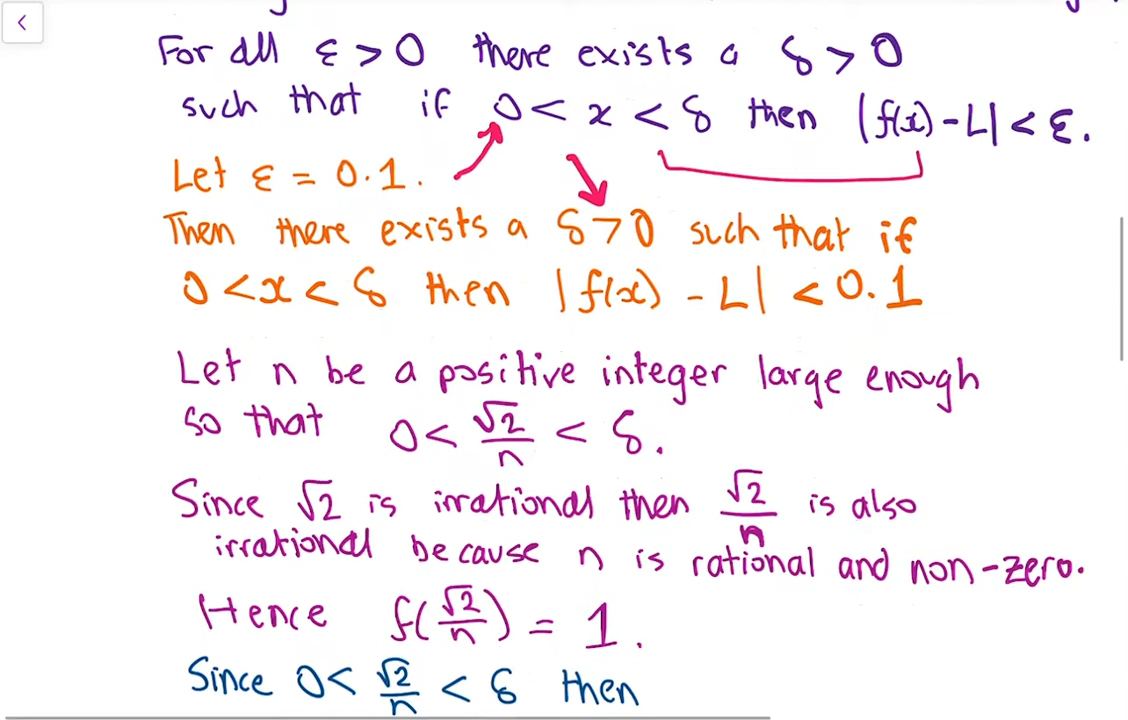 For all ε > 0 there exists a δ > 0
such that if 0 < x < δ then |f(x) - L| < ε.
Let ε = 0.1.
Then there exists a δ > 0 such that if
0 < x < δ then |f(x) - L| < 0.1
Let n be a positive integer large enough
so that 0 < √2/n < δ.
Since √2 is irrational then √2/n is also
irrational because n is rational and non-zero.
Hence f(√2/n) = 1.
Since 0 < √2/n < δ then